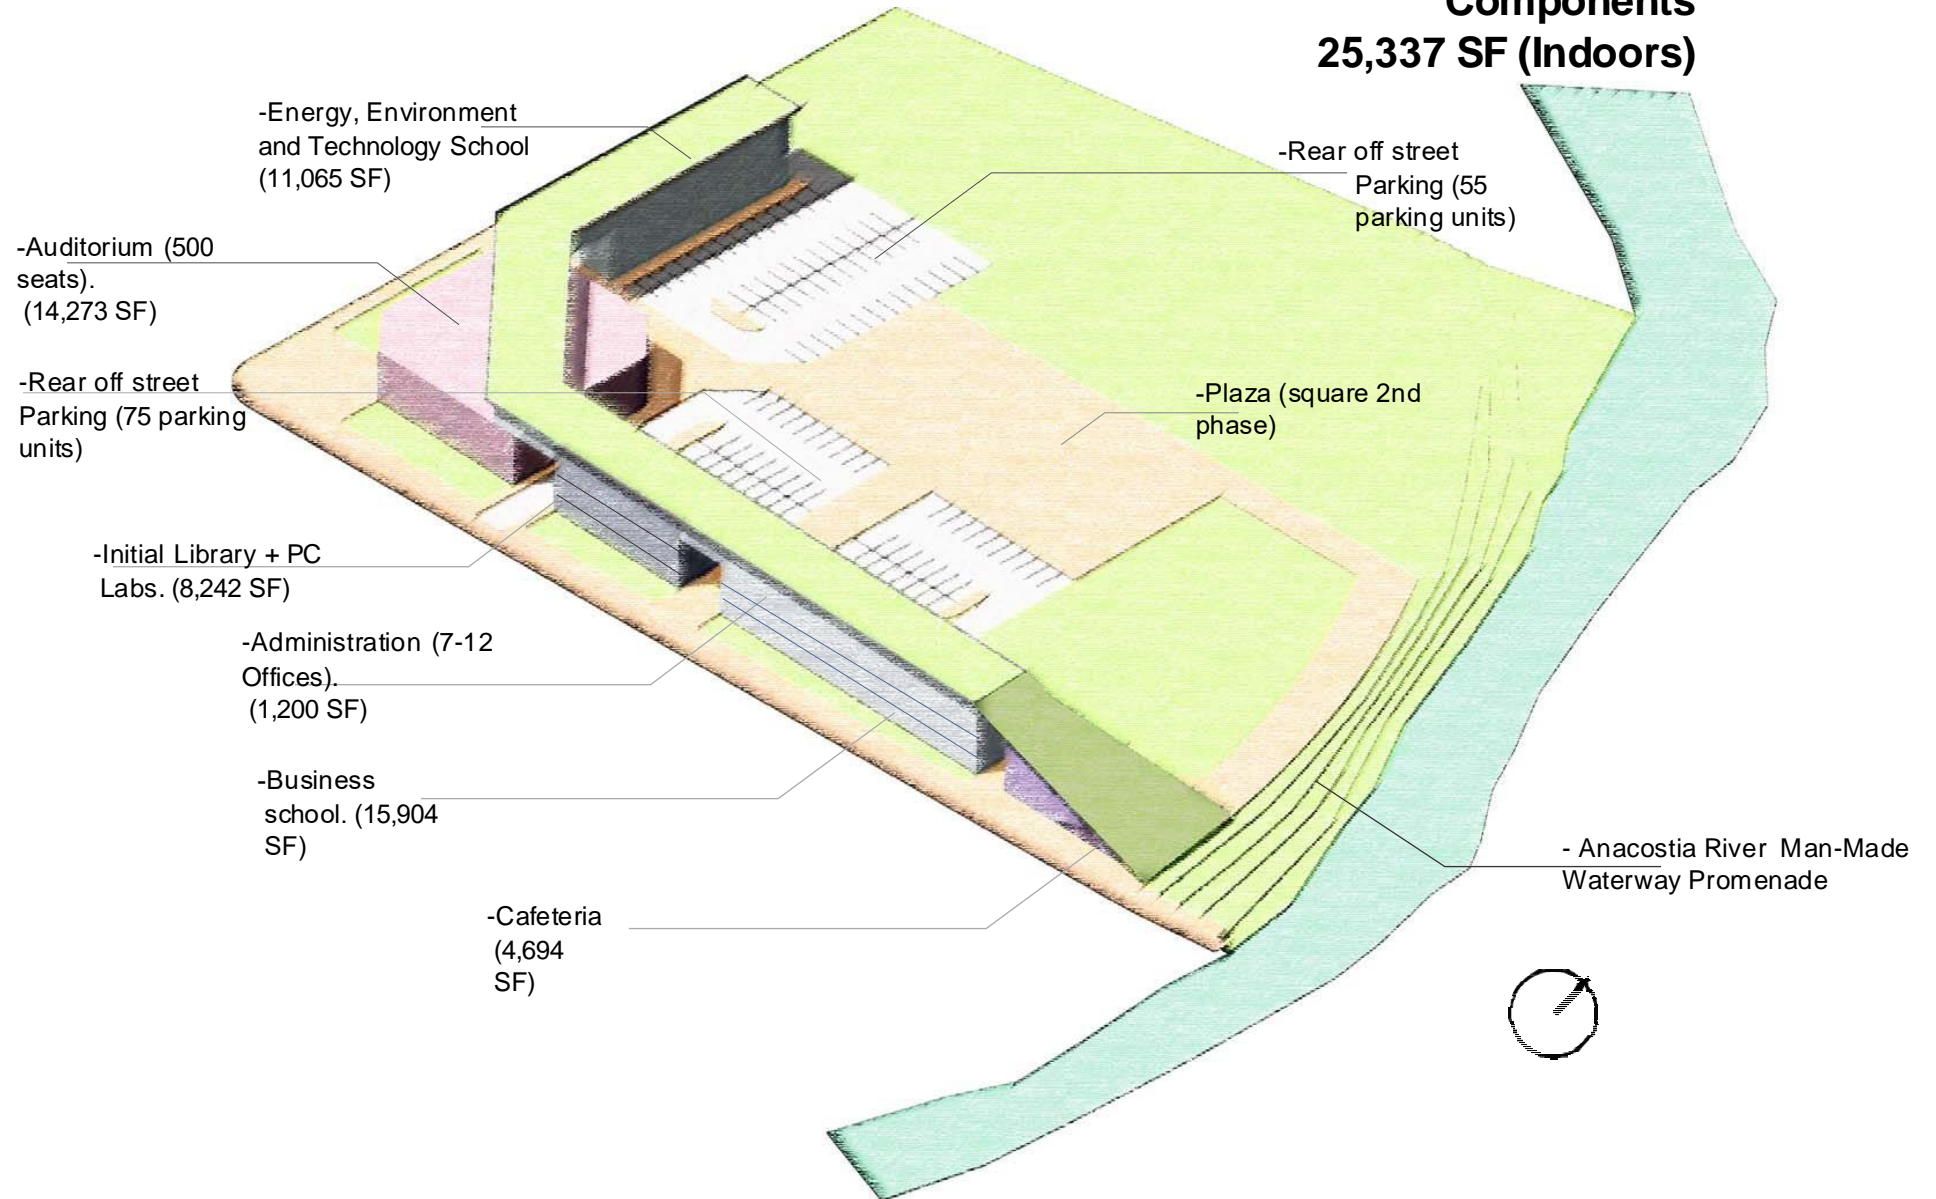 Components
25,337 SF (Indoors)
-Energy, Environment
and Technology School
(11,065 SF)
-Rear off street
Parking (55
parking units)
-Auditorium (500
seats).
(14,273 SF)
-Rear off street
Parking (75 parking
units)
-Plaza (square 2nd
phase)
-Initial Library + PC
Labs. (8,242 SF)
-Administration (7-12
Offices).
(1,200 SF)
-Business
school. (15,904
SF)
- Anacostia River Man-Made
Waterway Promenade
-Cafeteria
(4,694
SF)